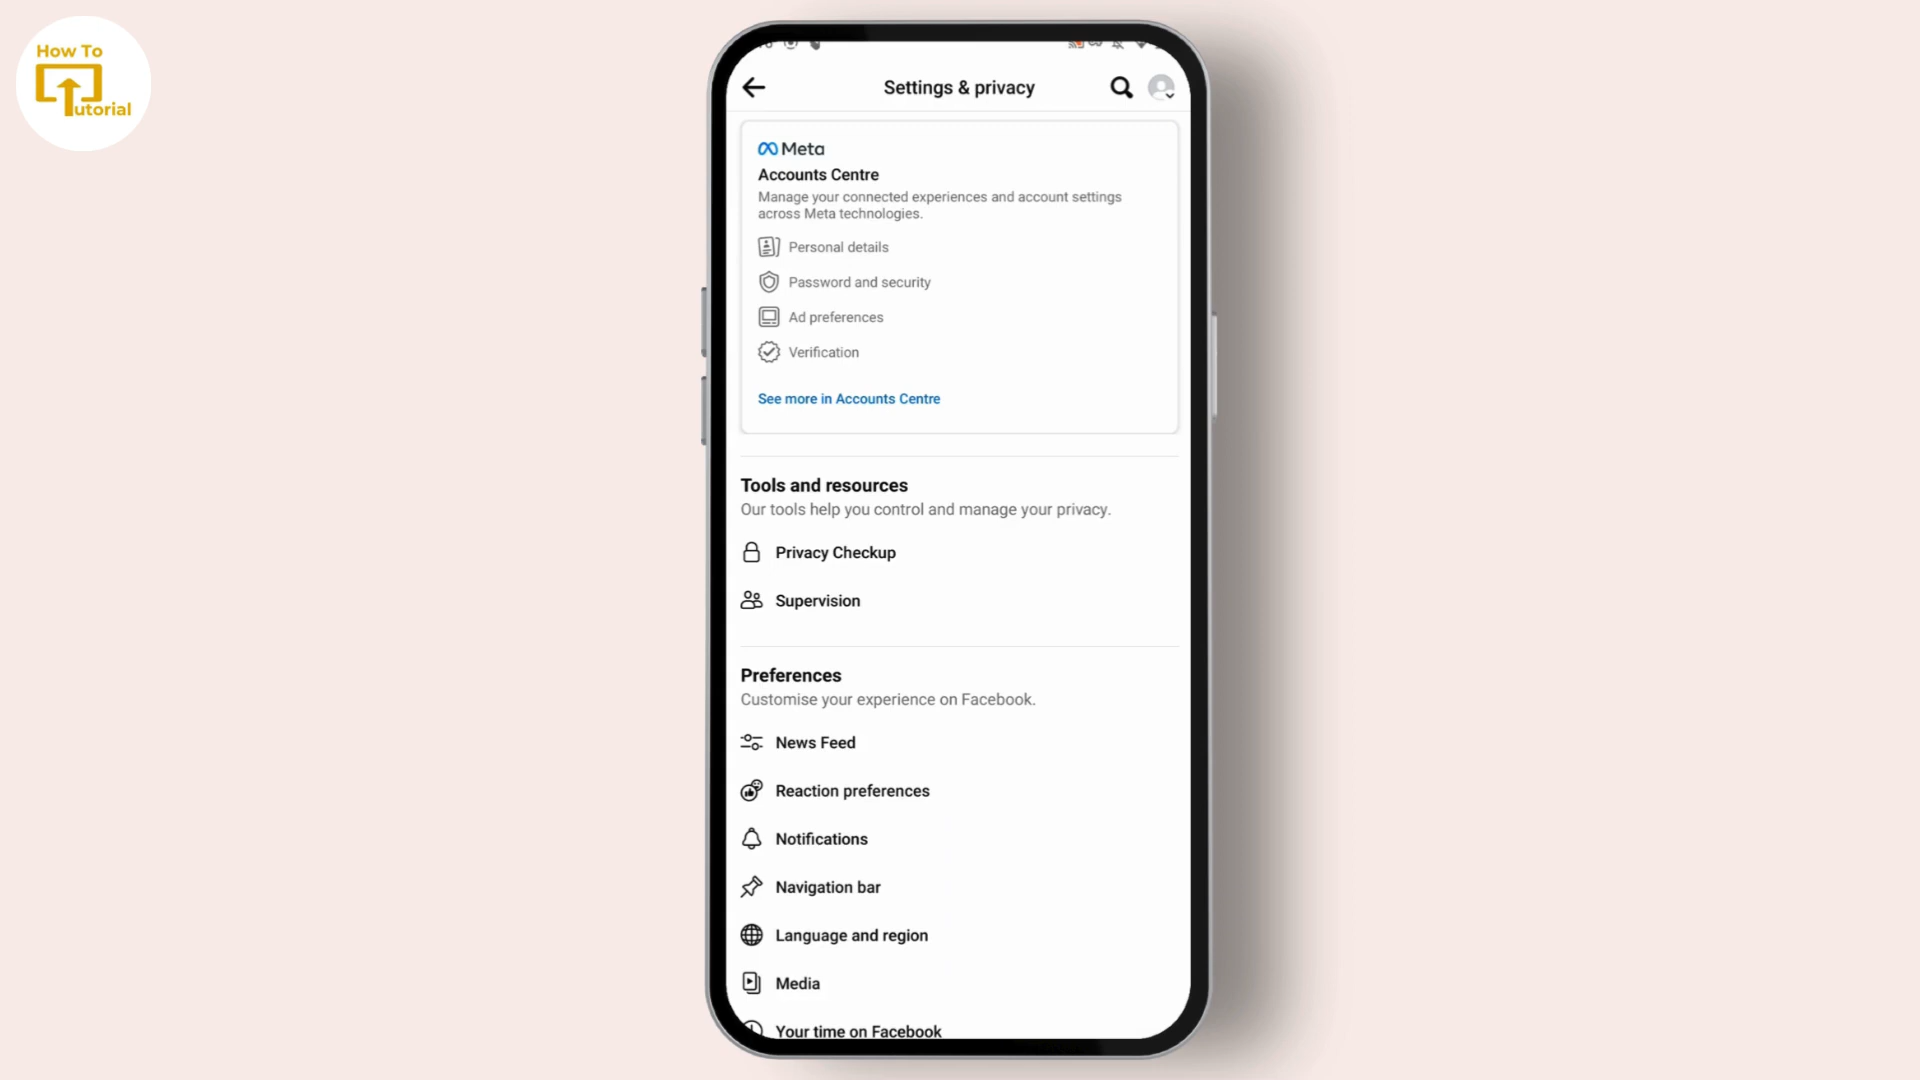 How To
utorial
Settings & privacy
Meta
Accounts Centre
Manage your connected experiences and account settings
across Meta technologies.
Personal details
Password and security
Ad preferences
Verification
See more in Accounts Centre
Tools and resources
Our tools help you control and manage your privacy.
Privacy Checkup
Supervision
Preferences
Customise your experience on Facebook.
News Feed
Reaction preferences
Notifications
Navigation bar
Language and region
Media
Your time on Facebook